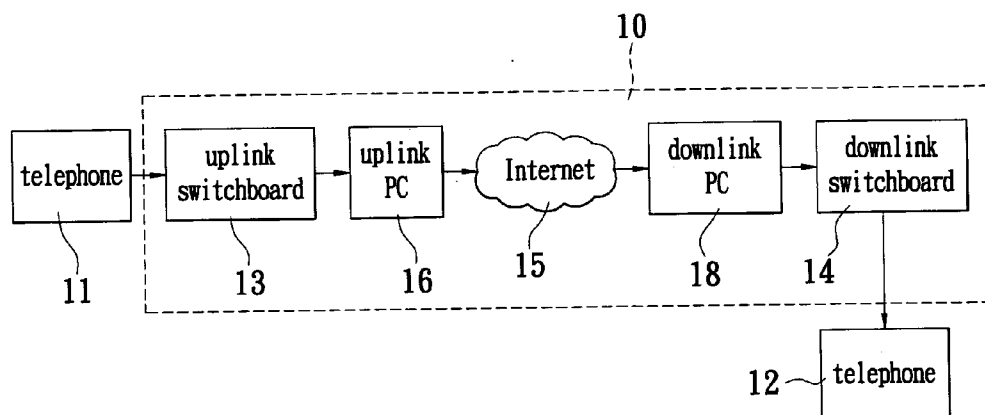 10
telephone
uplink
switchboard
uplink
PC
Internet
downlink
PC
downlink
switchboard
11
13
16
15
18
14
12
telephone